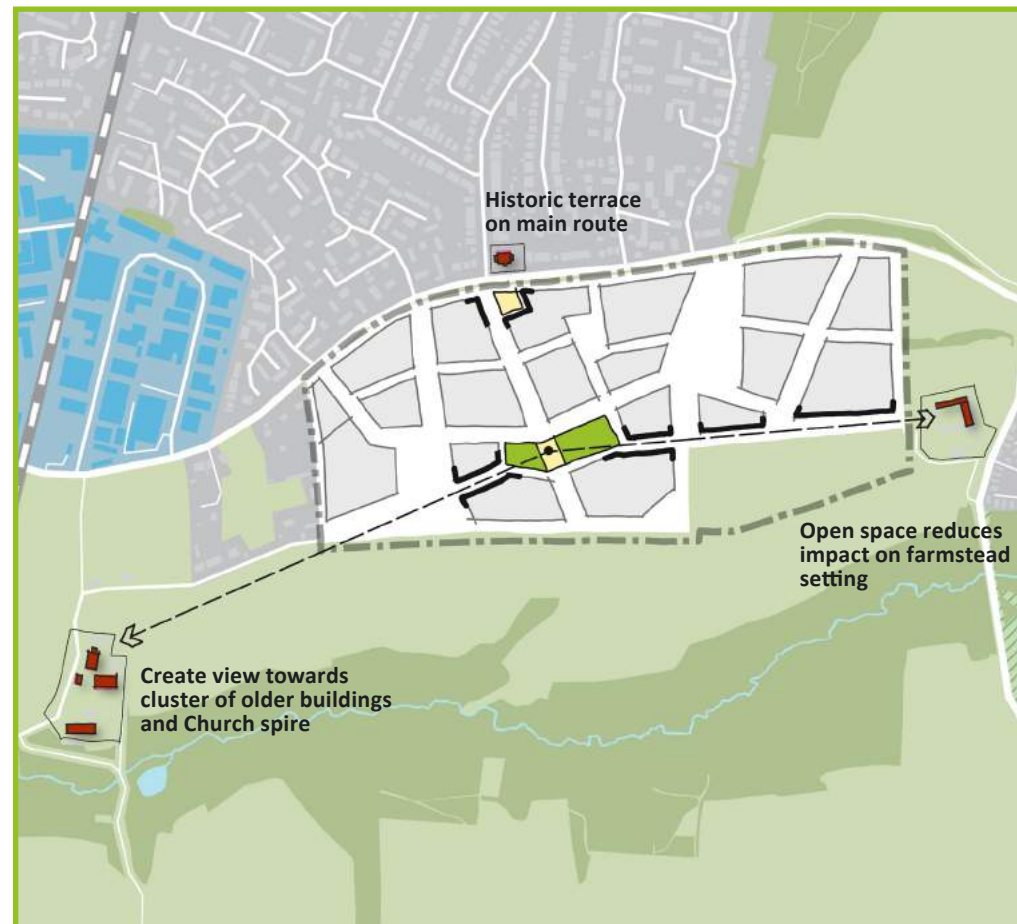 Historic terrace
on main route
Open space reduces
impact on farmstead
setting
Create view towards
cluster of older buildings
and Church spire